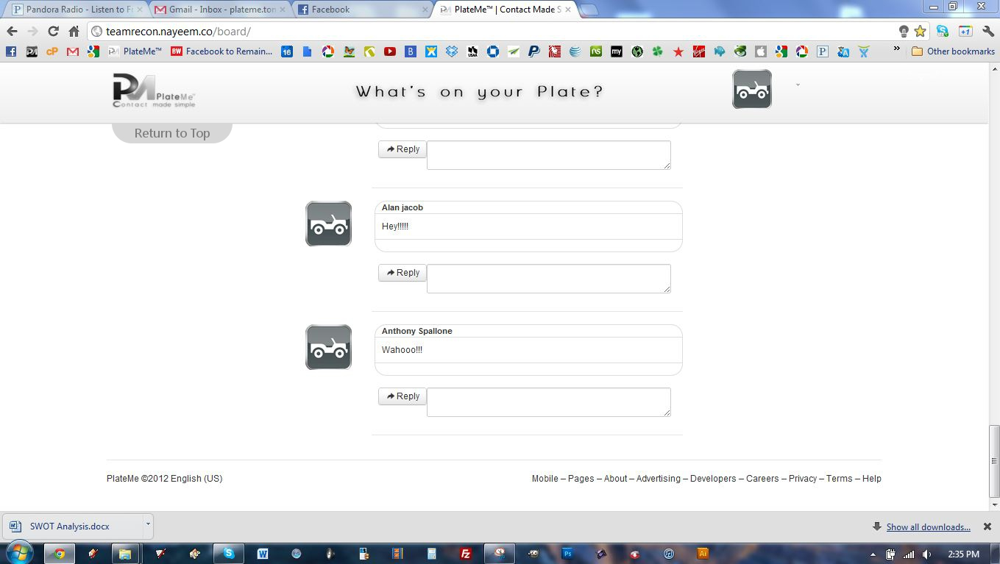 Pandora Radio - Listen to Fr
Gmail - Inbox - plateme.ton
Facebook
PlateMe™ | Contact Made S
teamrecon.nayeem.co/board/
PlateMe™
BW Facebook to Remain...
16
my
Other bookmarks
PM PlateMe™
Contact made simple
What's on your Plate?
Return to Top
Reply
Alan jacob
Hey!!!!!
Reply
Anthony Spallone
Wahooo!!!
Reply
PlateMe ©2012 English (US)
Mobile – Pages – About – Advertising – Developers – Careers – Privacy – Terms – Help
SWOT Analysis.docx
Show all downloads...
2:35 PM